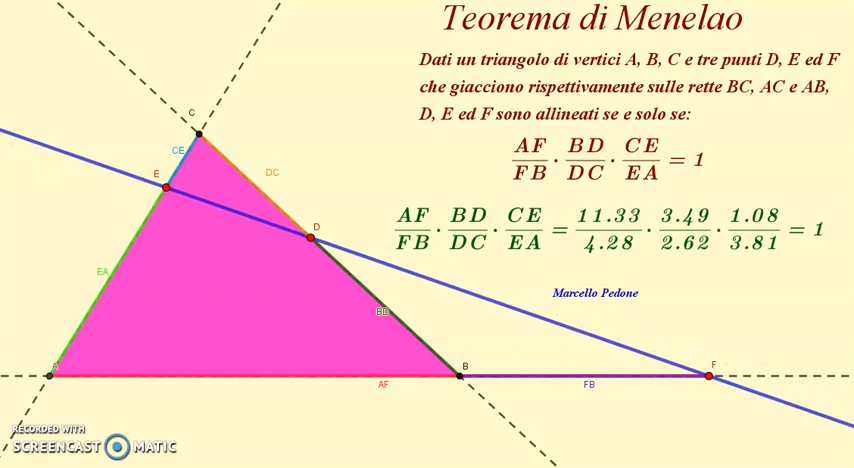 Teorema di Menelao
Dati un triangolo di vertici A, B, C e tre punti D, E ed F
che giacciono rispettivamente sulle rette BC, AC e AB,
D, E ed F sono allineati se e solo se:
AF/FB · BD/DC · CE/EA = 1
AF/FB · BD/DC · CE/EA = 11.33/4.28 · 3.49/2.62 · 1.08/3.81 = 1
Marcello Pedone
C
CE
E
DC
D
EA
BD
A
B
F
AF
FB
RECORDED WITH
SCREENCAST MATIC